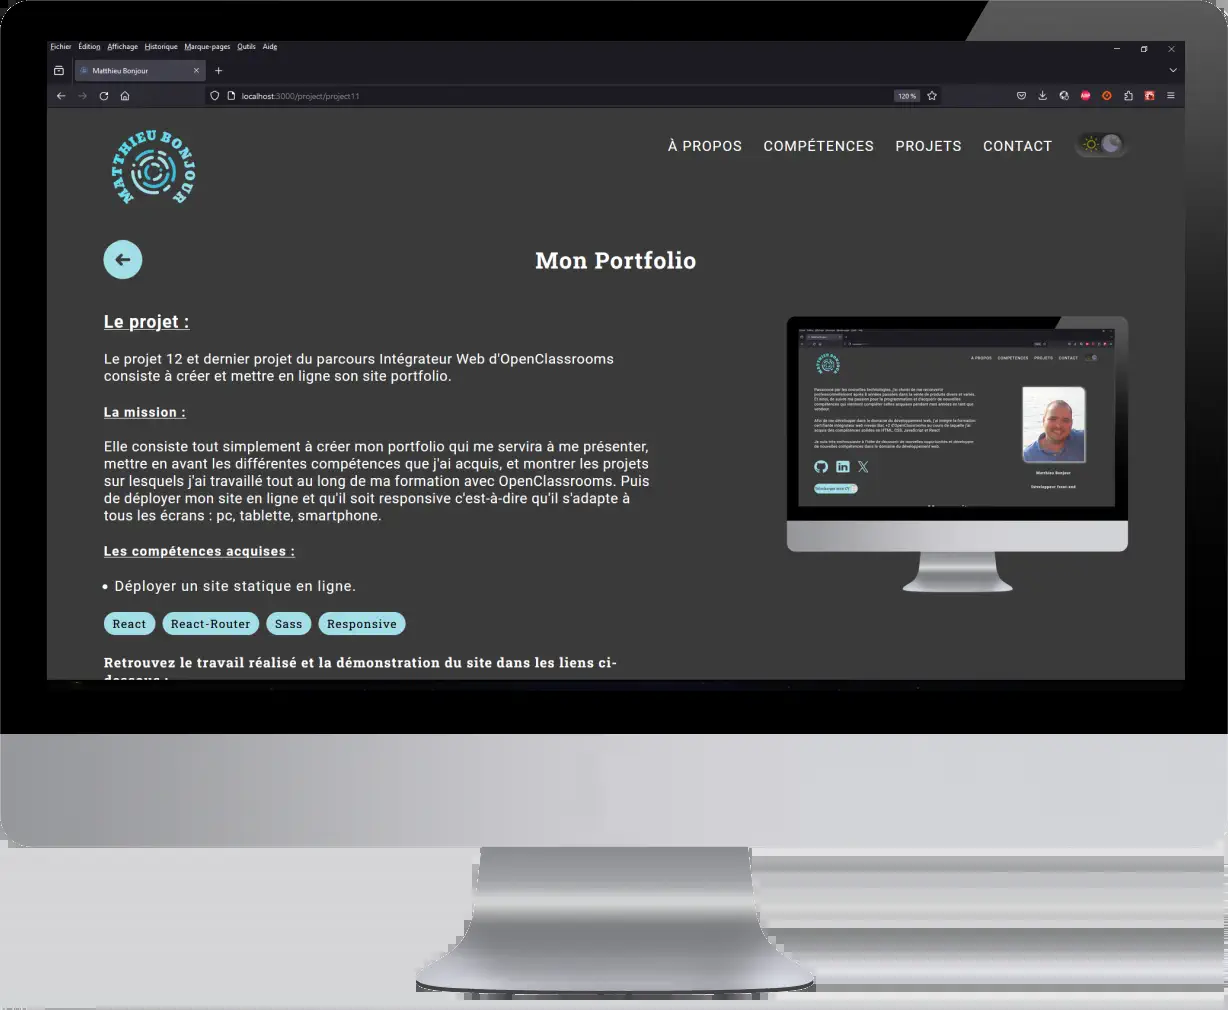 Fichier Édition Affichage Historique Marque-pages Outils Aide
Matthieu Bonjour
localhost:3000/project/project11
120 %
MATTHIEU BONJOUR
À PROPOS COMPÉTENCES PROJETS CONTACT
Mon Portfolio
Le projet :
Le projet 12 et dernier projet du parcours Intégrateur Web d'OpenClassrooms
consiste à créer et mettre en ligne son site portfolio.
La mission :
Elle consiste tout simplement à créer mon portfolio qui me servira à me présenter,
mettre en avant les différentes compétences que j'ai acquis, et montrer les projets
sur lesquels j'ai travaillé tout au long de ma formation avec OpenClassrooms. Puis
de déployer mon site en ligne et qu'il soit responsive c'est-à-dire qu'il s'adapte à
tous les écrans : pc, tablette, smartphone.
Les compétences acquises :
Déployer un site statique en ligne.
React React-Router Sass Responsive
Retrouvez le travail réalisé et la démonstration du site dans les liens ci-
dessous :
MATTHIEU BONJOUR
À PROPOS COMPÉTENCES PROJETS CONTACT
Matthieu Bonjour
Développeur front-end